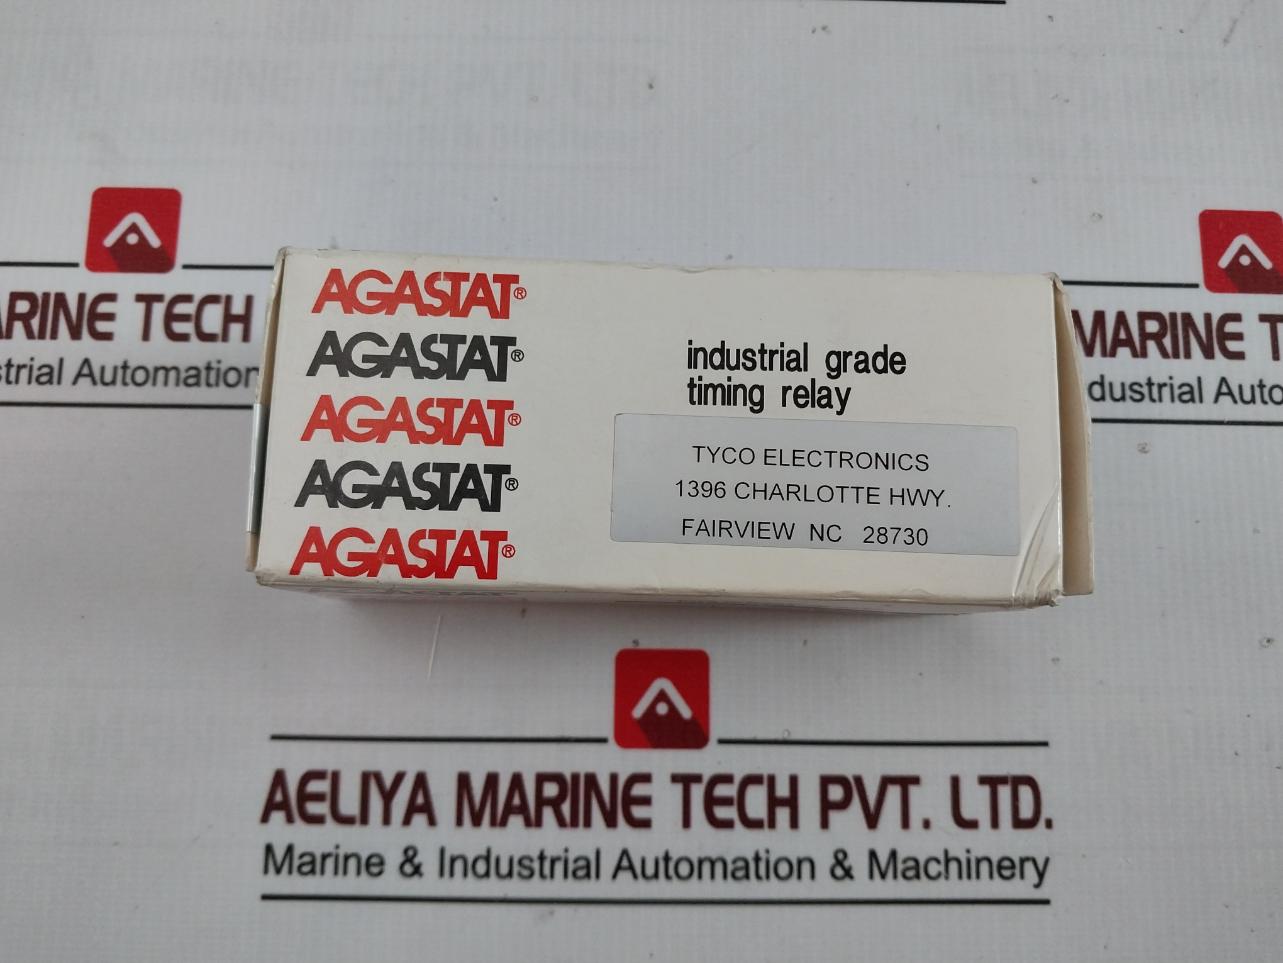 ARINE TECH
strial Automation
AGASTAT®
AGASTAT®
AGASTAT®
AGASTAT®
AGASTAT®
industrial grade
timing relay
TYCO ELECTRONICS
1396 CHARLOTTE HWY.
FAIRVIEW NC 28730
MARINE T
dustrial Auto
AELIYA MARINE TECH PVT. LTD.
Marine & Industrial Automation & Machinery